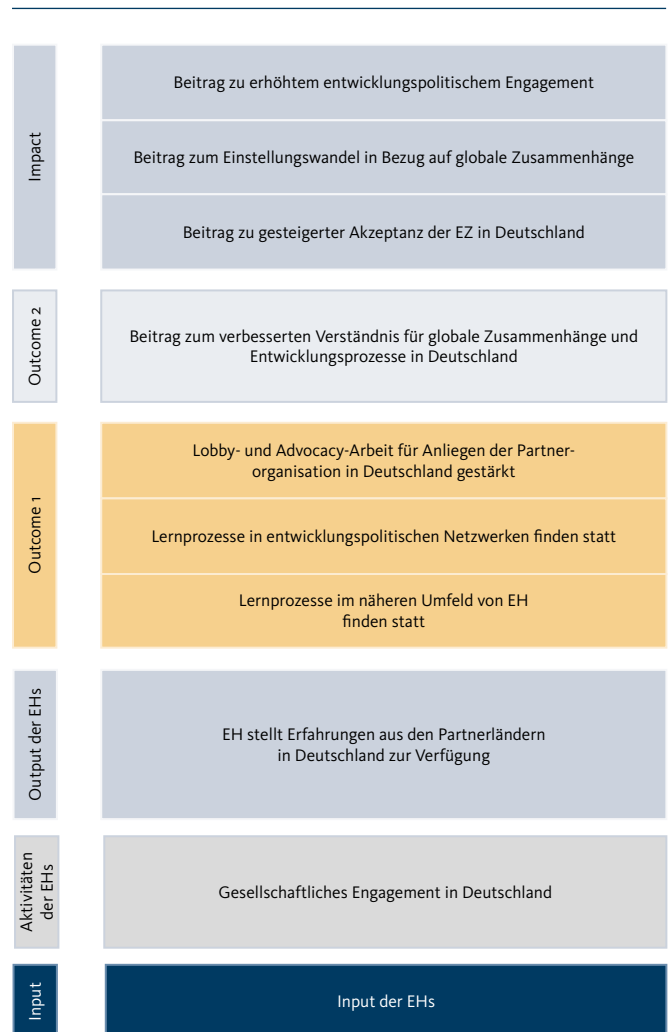 Impact
Beitrag zu erhöhtem entwicklungspolitischem Engagement
Beitrag zum Einstellungswandel in Bezug auf globale Zusammenhänge
Beitrag zu gesteigerter Akzeptanz der EZ in Deutschland
Outcome 2
Beitrag zum verbesserten Verständnis für globale Zusammenhänge und
Entwicklungsprozesse in Deutschland
Outcome 1
Lobby- und Advocacy-Arbeit für Anliegen der Partner-
organisation in Deutschland gestärkt
Lernprozesse in entwicklungspolitischen Netzwerken finden statt
Lernprozesse im näheren Umfeld von EH
finden statt
Output der EHs
EH stellt Erfahrungen aus den Partnerländern
in Deutschland zur Verfügung
Aktivitäten
der EHs
Gesellschaftliches Engagement in Deutschland
Input
Input der EHs